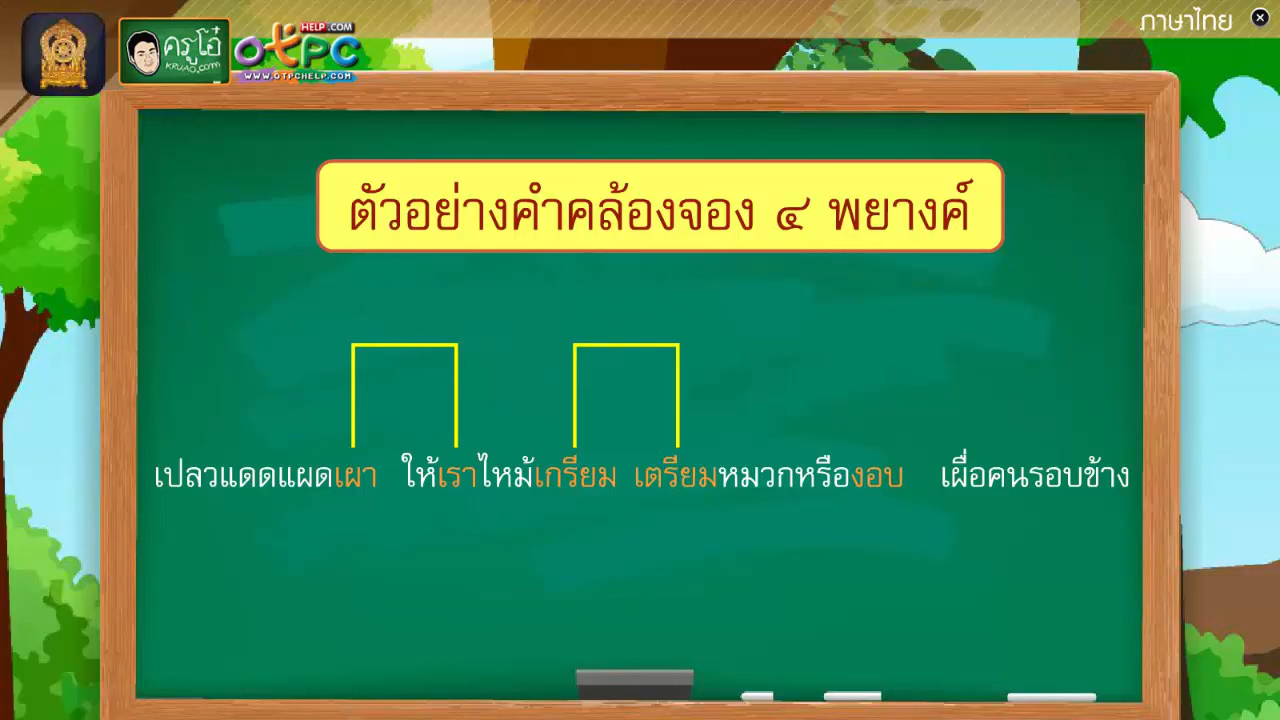 ภาษาไทย
ครูโอ๋
KRUAO.COM
HELP .COM
OTPC
WWW.OTPCHELP.COM
ตัวอย่างคำคล้องจอง ๔ พยางค์
เปลวแดดแผดเผา ให้เราไหม้เกรียม เตรียมหมวกหรืองอบ เผื่อคนรอบข้าง